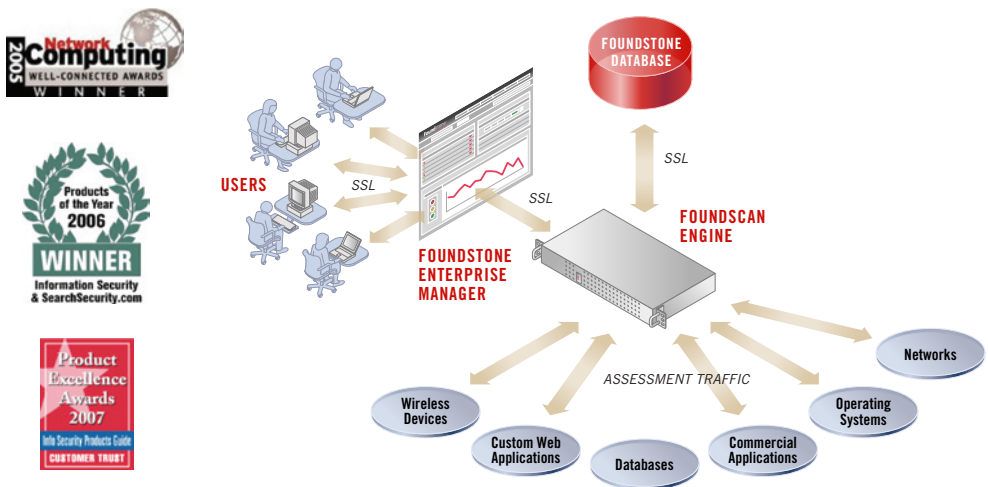 2005
Network
Computing
WELL-CONNECTED AWARDS
WINNER
Products
of the Year
2006
WINNER
Information Security
& SearchSecurity.com
Product
Excellence
Awards
2007
Info Security Products Guide
CUSTOMER TRUST
USERS
SSL
FOUNDSTONE
ENTERPRISE
MANAGER
SSL
FOUNDSTONE
DATABASE
SSL
FOUNDSCAN
ENGINE
ASSESSMENT TRAFFIC
Wireless
Devices
Custom Web
Applications
Databases
Commercial
Applications
Operating
Systems
Networks